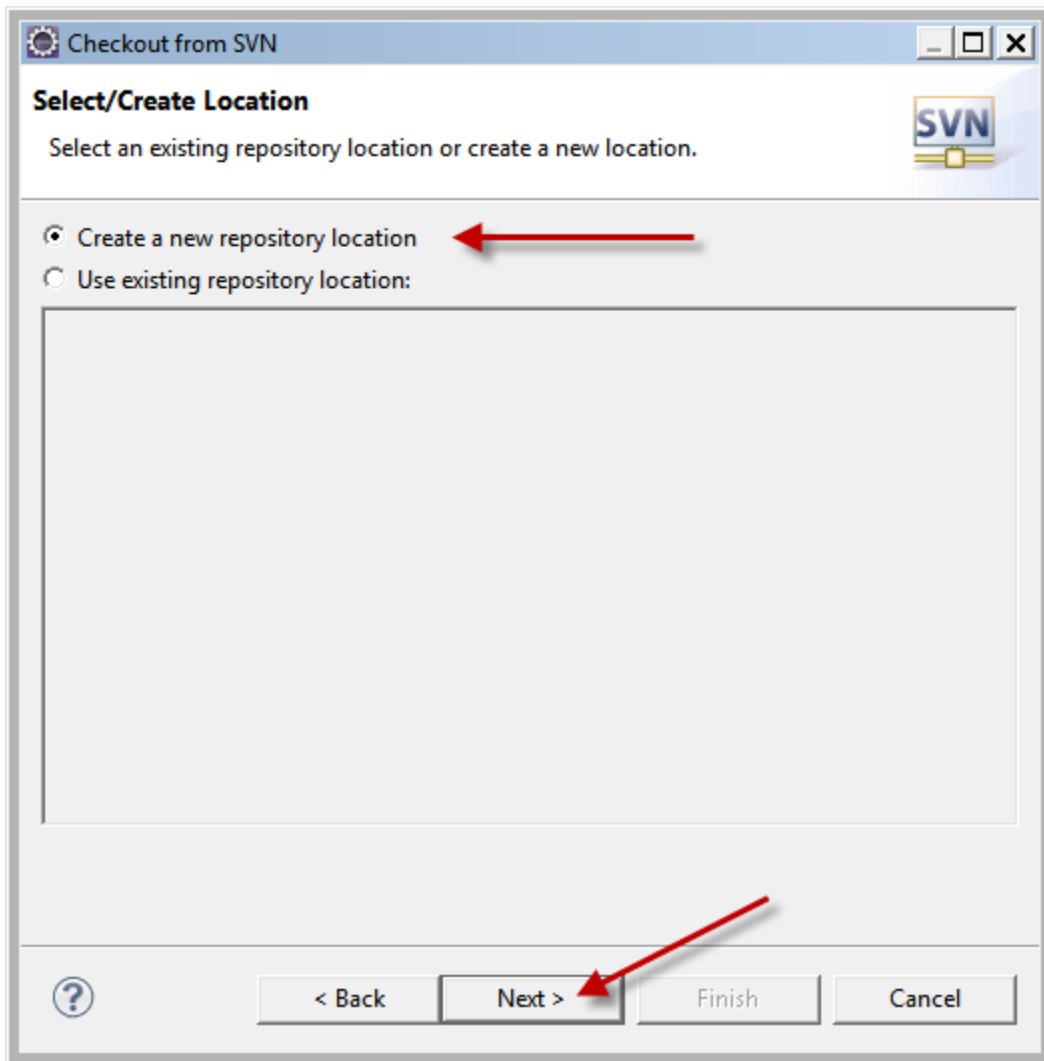 Checkout from SVN
Select/Create Location
Select an existing repository location or create a new location.
SVN
Create a new repository location
Use existing repository location:
?
< Back
Next >
Finish
Cancel